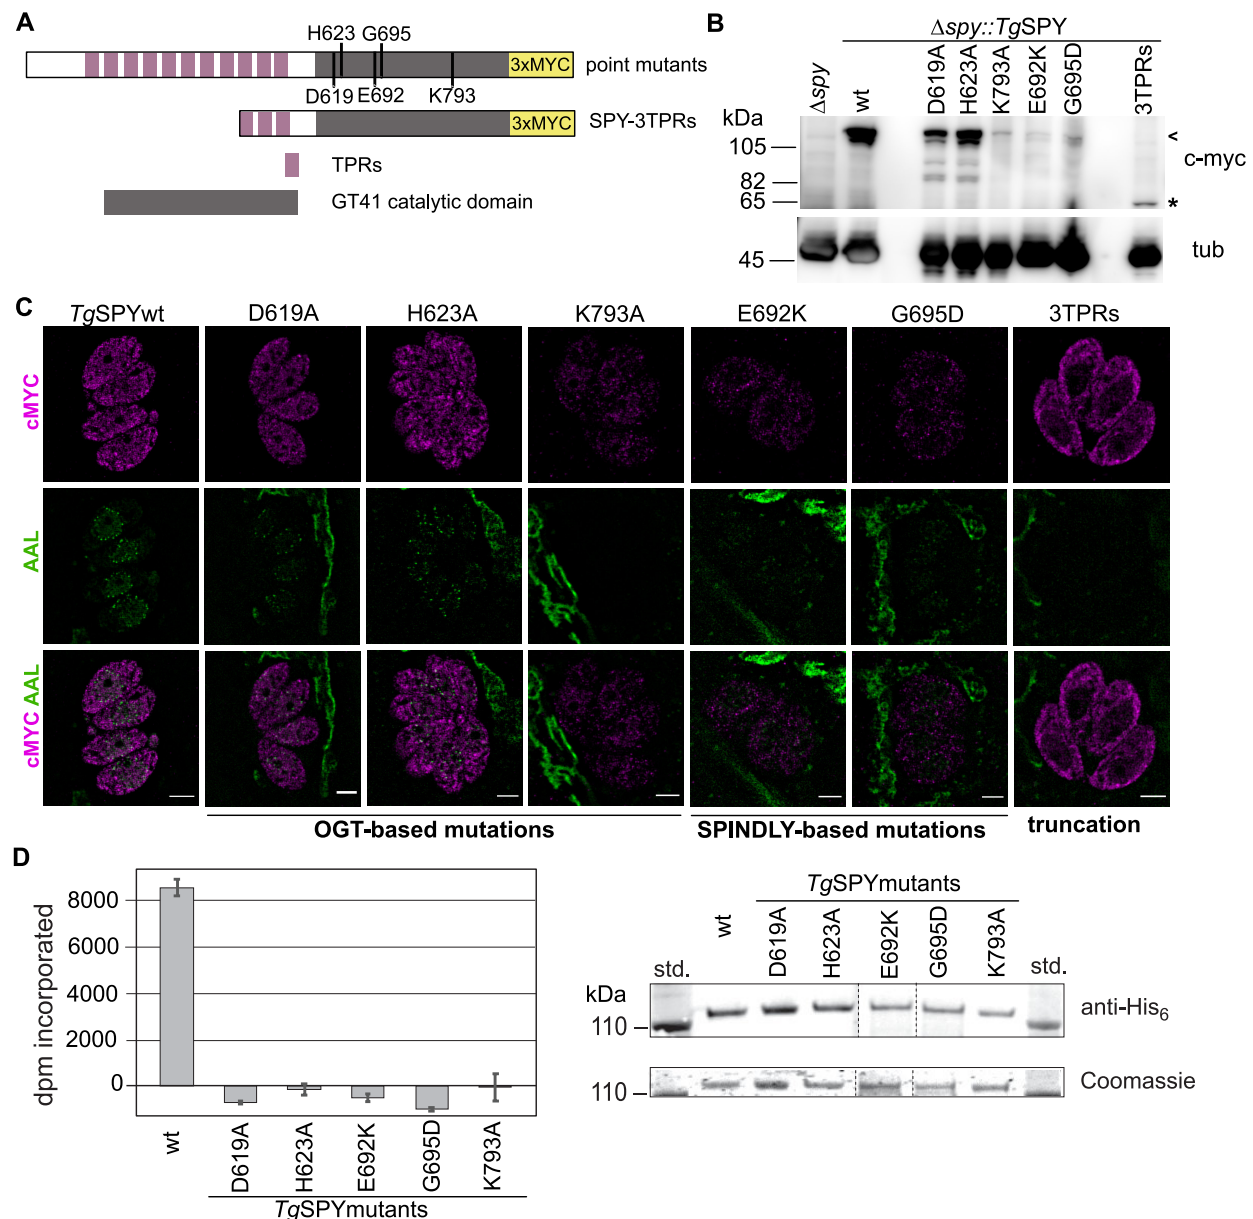 A
H623 G695
3xMYC
point mutants
D619 E692 K793
3xMYC
SPY-3TPRs
TPRs
GT41 catalytic domain
B
Δspy::TgSPY
Δspy
wt
D619A
H623A
K793A
E692K
G695D
3TPRs
kDa
105
82
65
<
*
c-myc
45
tub
C
TgSPYwt D619A H623A K793A E692K G695D 3TPRs
cMYC
AAL
cMYC AAL
OGT-based mutations
SPINDLY-based mutations
truncation
D
dpm incorporated
8000
6000
4000
2000
0
wt
D619A
H623A
E692K
G695D
K793A
TgSPYmutants
TgSPYmutants
std.
wt
D619A
H623A
E692K
G695D
K793A
std.
kDa
110
anti-His6
110
Coomassie